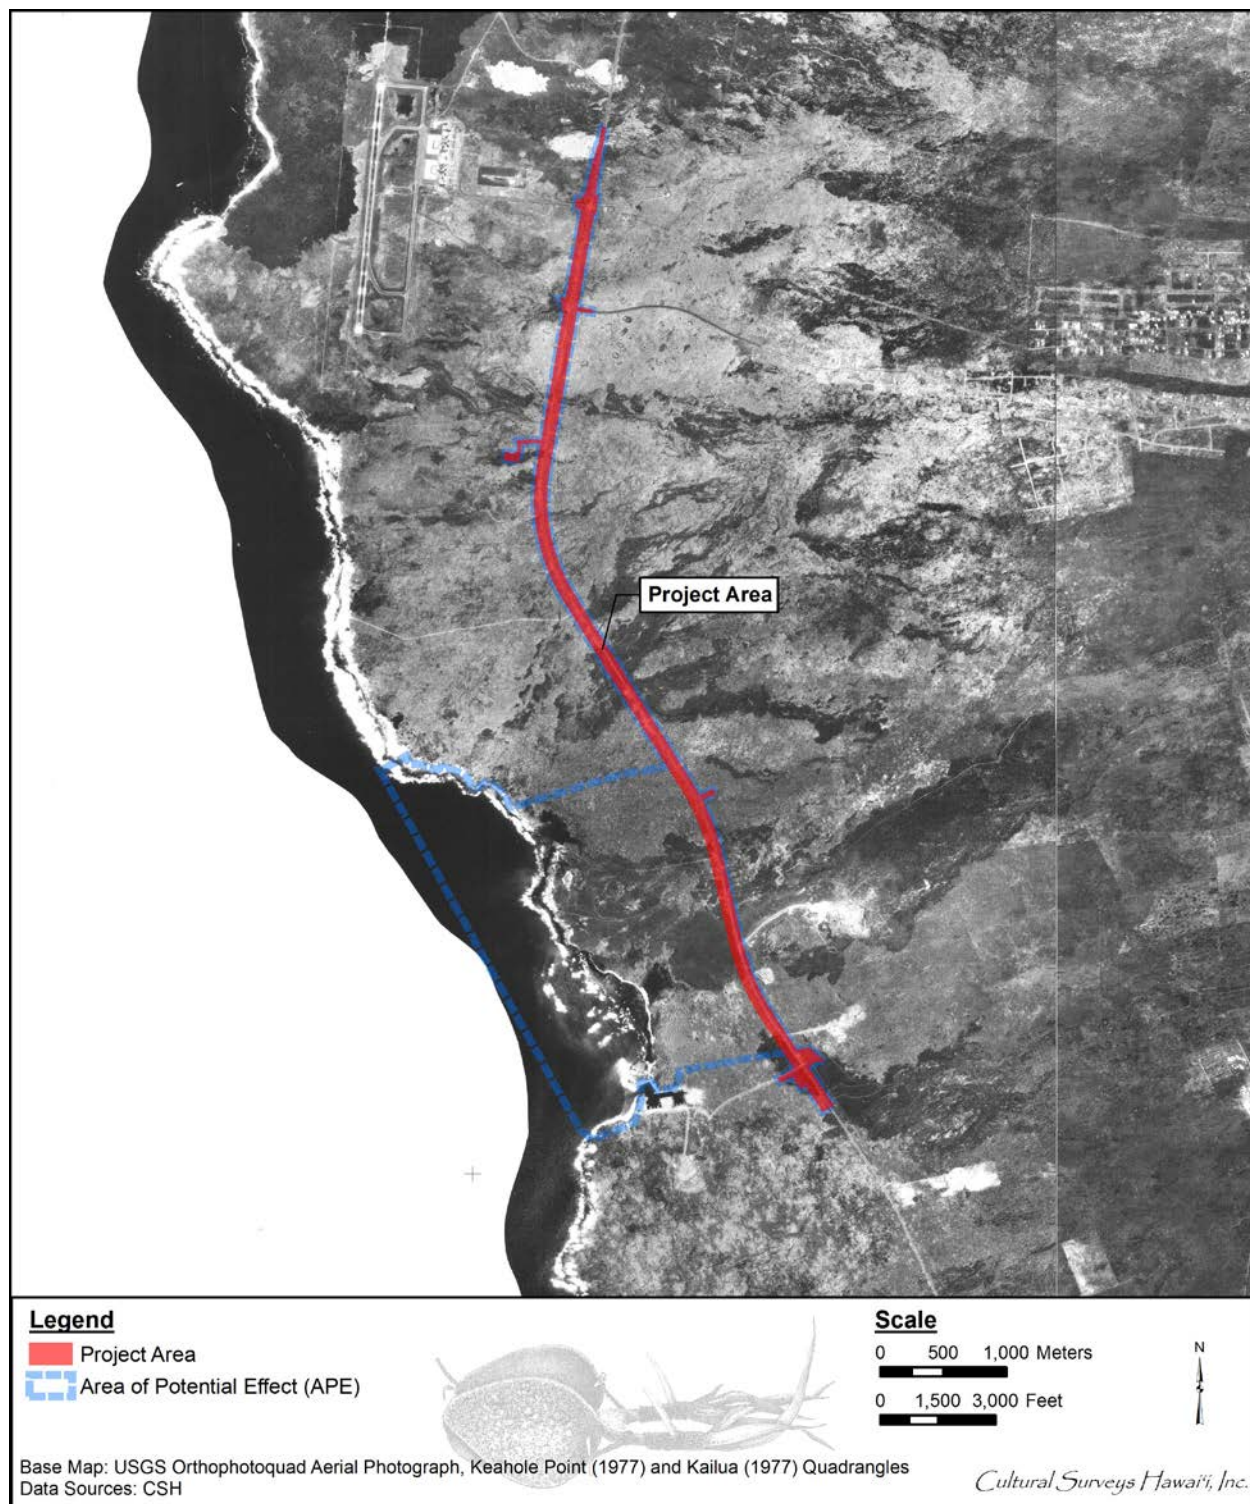 Project Area
Legend
Project Area
Area of Potential Effect (APE)
Scale
0 500 1,000 Meters
0 1,500 3,000 Feet
N
Base Map: USGS Orthophotoquad Aerial Photograph, Keahole Point (1977) and Kailua (1977) Quadrangles
Data Sources: CSH
Cultural Surveys Hawai‘i, Inc.